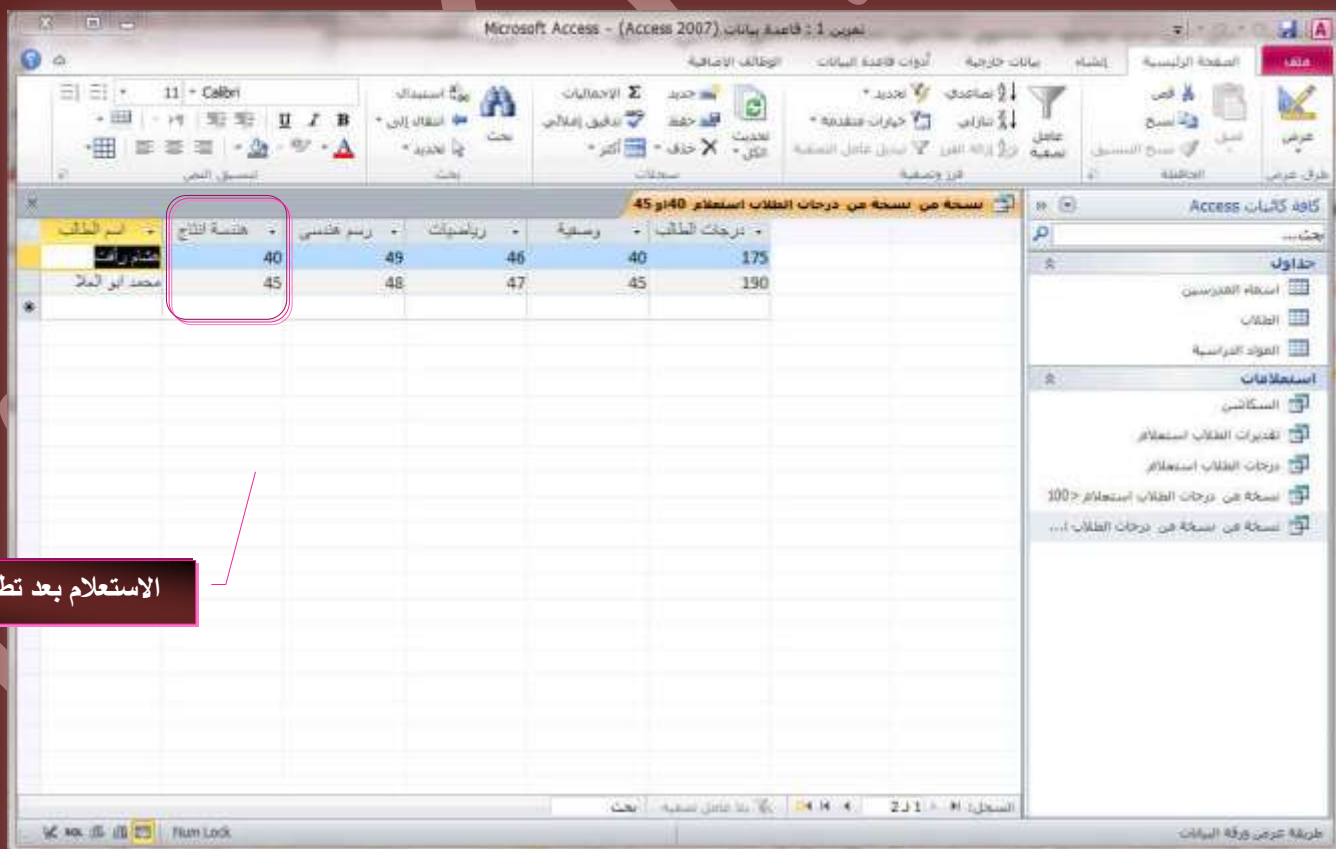 تمرين 1 : قاعدة بيانات (Access 2007) - Microsoft Access
ملف الصفحة الرئيسية إنشاء بيانات خارجية أدوات قاعدة البيانات الوظائف الإضافية
عرض
قص
نسخ
نسخ التنسيق
عامل تصفية
تصاعدي
تنازلي
تحديد
خيارات متقدمة
تبديل عامل التصفية
تحديث الكل
جديد
حفظ
حذف
الاجماليات
تدقيق إملائي
أكثر
بحث
استبدال
الانتقال إلى
تحديد
Calibri 11
B I U
طرق عرض الحافظة فرز وتصفية سجلات بحث تنسيق النص
كافة كائنات Access
بحث...
جداول
اسماء المدرسين
الطلاب
المواد الدراسية
استعلامات
السكاشن
تقديرات الطلاب استعلام
درجات الطلاب استعلام
نسخة من درجات الطلاب استعلام <100
نسخة من نسخة من درجات الطلاب ا...
نسخة من نسخة من درجات الطلاب استعلام 40او 45
اسم الطالب هندسة انتاج رسم هندسي رياضيات وصفية درجات الطالب
هشام رأفت 40 49 46 40 175
محمد ابو العلا 45 48 47 45 190
الاستعلام بعد
السجل: 1 لـ 2 بلا عامل تصفية بحث
طريقة عرض ورقة البيانات
Num Lock
SQL